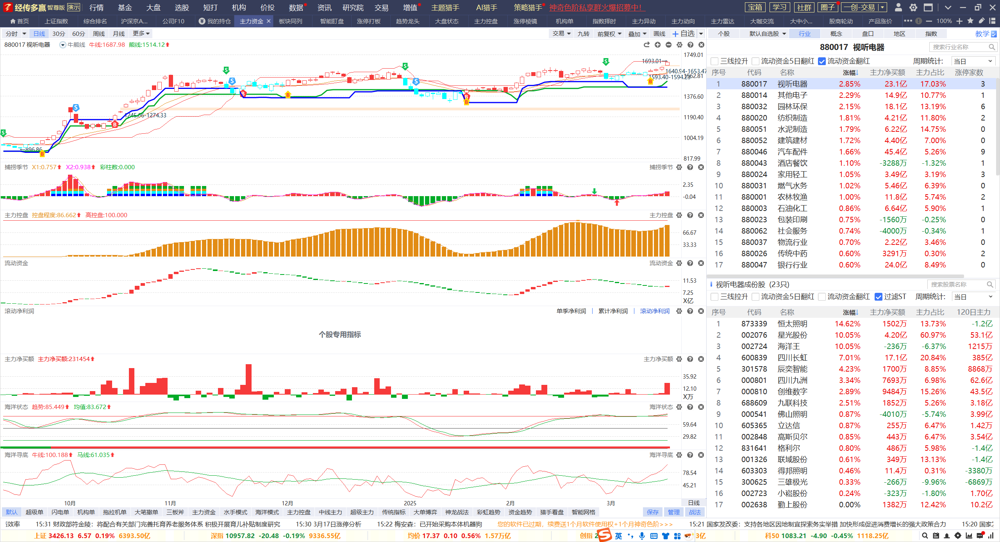 经传多赢 智尊版 演示 行情 基金 大盘 选股 短打 机构 价投 数据 资讯 研究院 交易 增值 主题猎手 AI猎手 策略猎手 神奇色阶私享群火爆招募中! 宝箱 学习 社群 圈子 一创-交易
首页 上证指数 综合排名 沪深京A... 公司F10 我的持仓 主力资金 板块同列 智能盯盘 涨停打板 趋势龙头 大盘状态 主力控盘 涨停棱镜 机构单 指数择时 主力异动 主力动向 主力雷达 大咖交流 大中小... 股商轮动 产品涨价 100%
分时 日线 30分 60分 周线 月线 更多 交易 九转 前复权 叠加 画线 自选
880017 视听电器 牛熊线 牛线:1687.98 熊线:1514.12
1749.01
1693.01
1640.94-1653.47
1562.81
1593.40-1594.23
1376.60
1245.66-1274.33
1190.40
1004.19
896.86
817.99
S S S S S S S B B B B B B B
捕捞季节 X1:0.757 X2:0.938 彩柱数:0.000 捕捞季节
2.35
-0.04
主力控盘 控盘程度:86.662 高控盘:100.000 主力控盘
66.67
33.33
流动资金 流动资金
11.53
7.25
X亿
滚动净利润 单季净利润 累计净利润 滚动净利润
个股专用指标
主力净买额 主力净买额:231454 主力净买额
35.92
12.10
X万
海洋状态 趋势:85.449 均值:83.672 海洋状态
59.64
29.82
海洋寻底 牛线:100.188 马线:61.035 海洋寻底
78.54
45.21
10月 11月 12月 2025 2月 3月 日线
默认 超级单 闪电单 机构单 拖拉机单 大笔撤单 三板斧 主力资金 水手模式 海洋模式 主力控盘 中线主力 超级主力 传统指标 大单博弈 神龙战法 彩虹趋势 资金趋势 猎手看盘 智能网格 保存 管理 战法
个股 默认自选股 行业 概念 盘口 地区 指数 教学
880017 视听电器 搜索行业名称
三线拉升 流动资金5日翻红 流动资金翻红 周期统计: 当日
序号 代码 名称 涨幅↓ 主力净买额 主力占比 涨停家数
1 880017 视听电器 2.85% 23.1亿 17.03% 3
2 880014 其他电子 2.29% 14.9亿 10.77% 1
3 880032 园林环保 2.15% 18.1亿 13.19% 6
4 880020 纺织制造 1.81% 4.21亿 11.80% 2
5 880051 水泥制造 1.79% 6.22亿 14.75% 0
6 880052 建筑建材 1.72% 4.40亿 7.00% 0
7 880046 汽车配件 1.66% 45.4亿 5.26% 9
8 880043 酒店餐饮 1.10% -3288万 -1.32% 1
9 880024 家用轻工 1.05% 3.49亿 3.19% 3
10 880031 燃气水务 1.02% 5.46亿 6.39% 0
11 880001 农林牧渔 1.00% 11.8亿 5.74% 2
12 880003 石油化工 0.86% 6.64亿 5.90% 1
13 880023 包装印刷 0.75% -1560万 -0.25% 0
14 880062 社会服务 0.74% -4000万 -0.34% 1
15 880037 物流行业 0.70% 2.22亿 3.46% 0
16 880026 传统中药 0.60% 3291万 0.30% 2
17 880047 银行行业 0.60% 24.0亿 8.49% 0
视听电器成份股 (23只) 搜索股票名称
三线拉升 流动资金5日翻红 流动资金翻红 过滤ST 周期统计: 当日
序号 代码 名称 涨幅↓ 主力净买额 主力占比 120日主力
1 873339 恒太照明 14.62% 1502万 13.73% -1.2亿
2 002076 星光股份 10.05% 4.20亿 60.97% 53.1亿
3 002724 海洋王 10.05% -236万 -6.37% 1215万
4 600839 四川长虹 7.01% 17.1亿 20.84% 385亿
5 301578 辰奕智能 4.23% 1700万 8.85% 8868万
6 000801 四川九洲 3.34% 7693万 6.98% 62.6亿
7 000810 创维数字 2.89% 9484万 15.26% 43.5亿
8 688609 九联科技 2.51% 1852万 5.26% 3.18亿
9 000541 佛山照明 0.87% -4010万 -5.74% 3.99亿
10 605365 立达信 0.87% 255万 6.47% 1.42万
11 002848 高斯贝尔 0.85% 443万 6.47% 3.54亿
12 831641 格利尔 0.80% 486万 5.98% -1.4亿
13 001326 联域股份 0.61% 349万 13.13% -1.4亿
14 603303 得邦照明 0.46% 11.4万 0.31% -3380万
15 300625 三雄极光 0.33% -266万 -9.96% -6869万
16 002723 小崧股份 0.24% -323万 -1.80% 1.70亿
17 002638 勤上股份 0.00% 1382万 12.42% 10.2亿
效率 15:31 财政部符金陵：将配合有关部门完善托育养老服务体系 积极开展育儿补贴制度研究 15:30 3月17日涨停分析 15:22 梅安森：已开始采购本体机器狗 您的软件已过期，续费送1个月软件使用权+1个月神奇色阶>>> 15:21 国家发改委：支持各地区因地制宜探索务实举措 加快形成促进消费增长的强大政策合力 15:20 国家
上证 3426.13 6.57 0.19% 6393.50亿 深指 10957.82 -20.48 -0.19% 9336.55亿 均价 17.37 0.10 0.56% 1.57万亿 创指 2 S 英 3亿 科50 1083.21 -4.90 -0.45% 1118.25亿